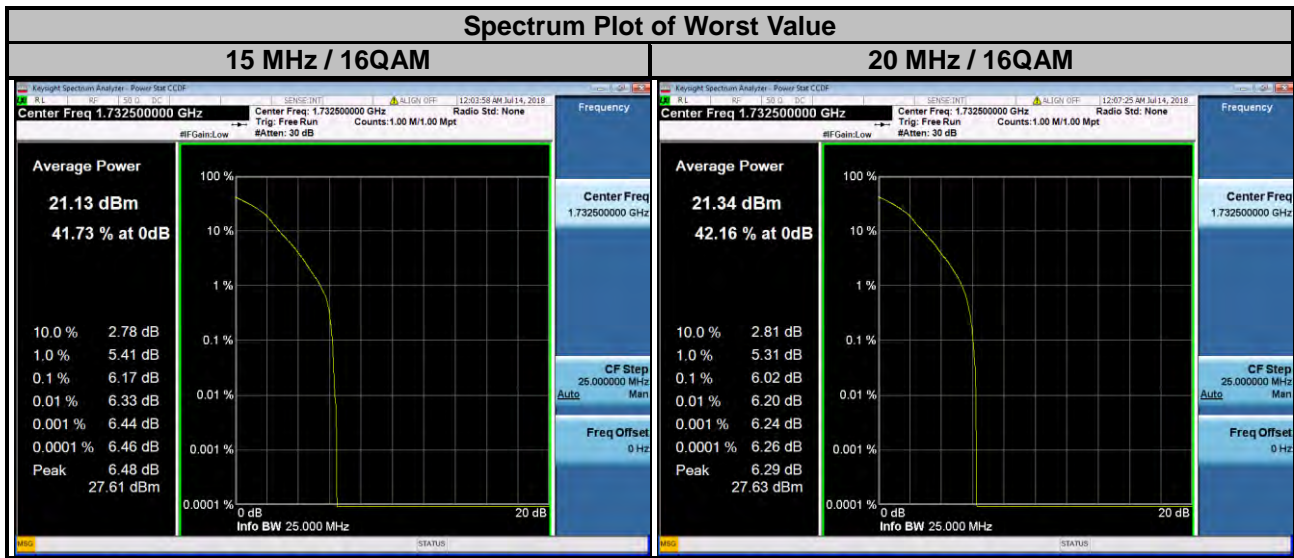 Spectrum Plot of Worst Value
15 MHz / 16QAM
Keysight Spectrum Analyzer - Power Stat CCDF
RL RF 50 Ω DC SENSE:INT ALIGN OFF 12:03:58 AM Jul 14, 2018
Center Freq 1.732500000 GHz
Center Freq: 1.732500000 GHz Radio Std: None
Trig: Free Run Counts:1.00 M/1.00 Mpt
#IFGain:Low #Atten: 30 dB
Frequency
Average Power
21.13 dBm
41.73 % at 0dB
10.0 % 2.78 dB
1.0 % 5.41 dB
0.1 % 6.17 dB
0.01 % 6.33 dB
0.001 % 6.44 dB
0.0001 % 6.46 dB
Peak 6.48 dB
27.61 dBm
100 %
10 %
1 %
0.1 %
0.01 %
0.001 %
0.0001 %
0 dB 20 dB
Info BW 25.000 MHz
Center Freq
1.732500000 GHz
CF Step
25.000000 MHz
Auto Man
Freq Offset
0 Hz
MSG STATUS
20 MHz / 16QAM
Keysight Spectrum Analyzer - Power Stat CCDF
RL RF 50 Ω DC SENSE:INT ALIGN OFF 12:07:25 AM Jul 14, 2018
Center Freq 1.732500000 GHz
Center Freq: 1.732500000 GHz Radio Std: None
Trig: Free Run Counts:1.00 M/1.00 Mpt
#IFGain:Low #Atten: 30 dB
Frequency
Average Power
21.34 dBm
42.16 % at 0dB
10.0 % 2.81 dB
1.0 % 5.31 dB
0.1 % 6.02 dB
0.01 % 6.20 dB
0.001 % 6.24 dB
0.0001 % 6.26 dB
Peak 6.29 dB
27.63 dBm
100 %
10 %
1 %
0.1 %
0.01 %
0.001 %
0.0001 %
0 dB 20 dB
Info BW 25.000 MHz
Center Freq
1.732500000 GHz
CF Step
25.000000 MHz
Auto Man
Freq Offset
0 Hz
MSG STATUS